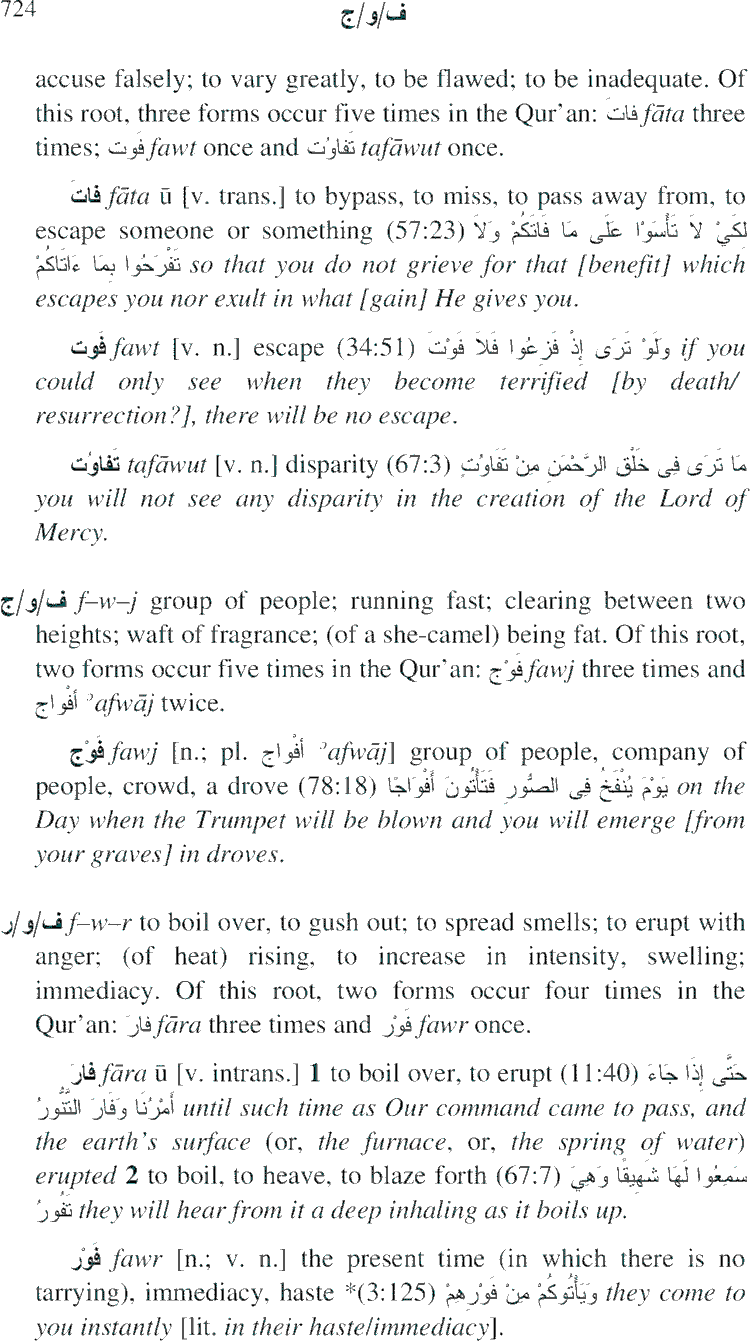 724
ف/و/ج
accuse falsely; to vary greatly, to be flawed; to be inadequate. Of
this root, three forms occur five times in the Qur'an: فاتَ fāta three
times; فَوت fawt once and تَفاوُت tafāwut once.
فاتَ fāta ū [v. trans.] to bypass, to miss, to pass away from, to
escape someone or something (57:23) لِكَيْ لاَ تَأْسَوْا عَلَى مَا فَاتَكُمْ وَلاَ
تَفْرَحُوا بِمَا ءَاتَاكُمْ so that you do not grieve for that [benefit] which
escapes you nor exult in what [gain] He gives you.
فَوت fawt [v. n.] escape (34:51) وَلَوْ تَرَى إِذْ فَزِعُوا فَلاَ فَوْتَ if you
could only see when they become terrified [by death/
resurrection?], there will be no escape.
تَفاوُت tafāwut [v. n.] disparity (67:3) مَا تَرَى فِى خَلْقِ الرَّحْمَنِ مِنْ تَفَاوُتٍ
you will not see any disparity in the creation of the Lord of
Mercy.
ف/و/ج f–w–j group of people; running fast; clearing between two
heights; waft of fragrance; (of a she-camel) being fat. Of this root,
two forms occur five times in the Qur'an: فَوْج fawj three times and
أَفْواج ʾafwāj twice.
فَوْج fawj [n.; pl. أَفْواج ʾafwāj] group of people, company of
people, crowd, a drove (78:18) يَوْمَ يُنْفَخُ فِى الصُّورِ فَتَأْتُونَ أَفْوَاجًا on the
Day when the Trumpet will be blown and you will emerge [from
your graves] in droves.
ف/و/ر f–w–r to boil over, to gush out; to spread smells; to erupt with
anger; (of heat) rising, to increase in intensity, swelling;
immediacy. Of this root, two forms occur four times in the
Qur'an: فارَ fāra three times and فَوْر fawr once.
فارَ fāra ū [v. intrans.] 1 to boil over, to erupt (11:40) حَتَّى إِذَا جَاءَ
أَمْرُنَا وَفَارَ التَّنُّورُ until such time as Our command came to pass, and
the earth's surface (or, the furnace, or, the spring of water)
erupted 2 to boil, to heave, to blaze forth (67:7) سَمِعُوا لَهَا شَهِيقًا وَهِيَ
تَفُورُ they will hear from it a deep inhaling as it boils up.
فَوْر fawr [n.; v. n.] the present time (in which there is no
tarrying), immediacy, haste *(3:125) وَيَأْتُوكُمْ مِنْ فَوْرِهِمْ they come to
you instantly [lit. in their haste/immediacy].